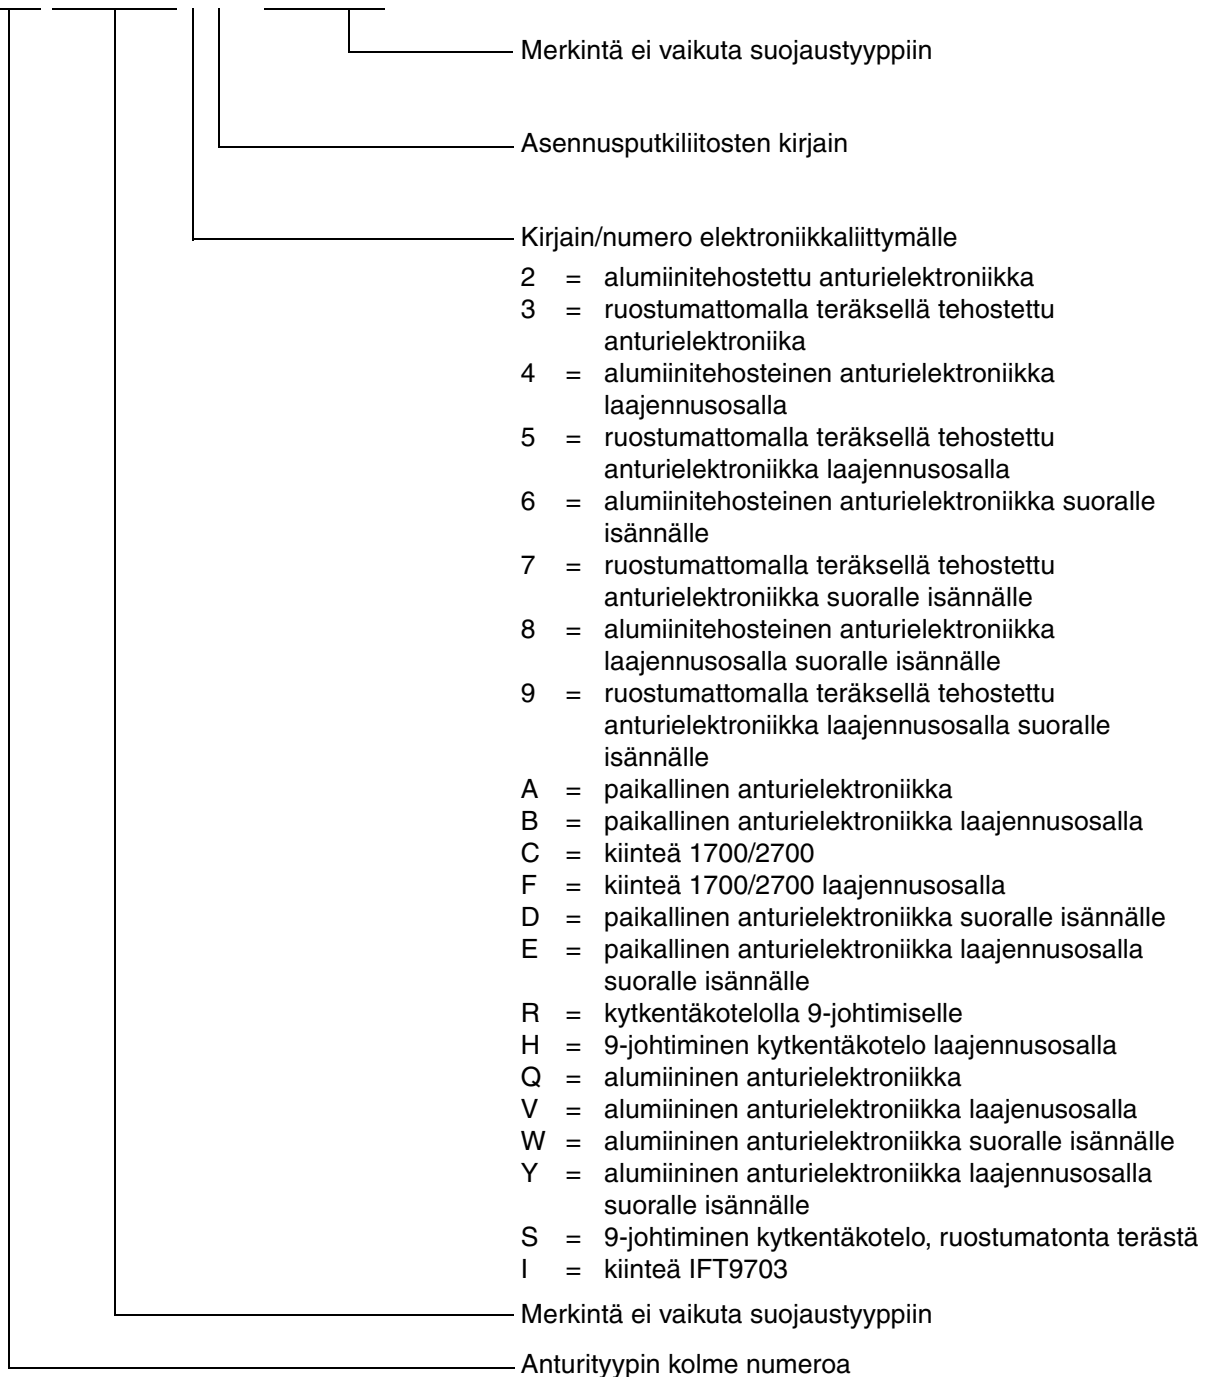 Merkintä ei vaikuta suojaustyyppiin
Asennusputkiliitosten kirjain
Kirjain/numero elektroniikkaliittymälle
2 = alumiinitehostettu anturielektroniikka
3 = ruostumattomalla teräksellä tehostettu
anturielektroniika
4 = alumiinitehosteinen anturielektroniikka
laajennusosalla
5 = ruostumattomalla teräksellä tehostettu
anturielektroniikka laajennusosalla
6 = alumiinitehosteinen anturielektroniikka suoralle
isännälle
7 = ruostumattomalla teräksellä tehostettu
anturielektroniikka suoralle isännälle
8 = alumiinitehosteinen anturielektroniikka
laajennusosalla suoralle isännälle
9 = ruostumattomalla teräksellä tehostettu
anturielektroniikka laajennusosalla suoralle
isännälle
A = paikallinen anturielektroniikka
B = paikallinen anturielektroniikka laajennusosalla
C = kiinteä 1700/2700
F = kiinteä 1700/2700 laajennusosalla
D = paikallinen anturielektroniikka suoralle isännälle
E = paikallinen anturielektroniikka laajennusosalla
suoralle isännälle
R = kytkentäkotelolla 9-johtimiselle
H = 9-johtiminen kytkentäkotelo laajennusosalla
Q = alumiininen anturielektroniikka
V = alumiininen anturielektroniikka laajenusosalla
W = alumiininen anturielektroniikka suoralle isännälle
Y = alumiininen anturielektroniikka laajennusosalla
suoralle isännälle
S = 9-johtiminen kytkentäkotelo, ruostumatonta terästä
I = kiinteä IFT9703
Merkintä ei vaikuta suojaustyyppiin
Anturityypin kolme numeroa